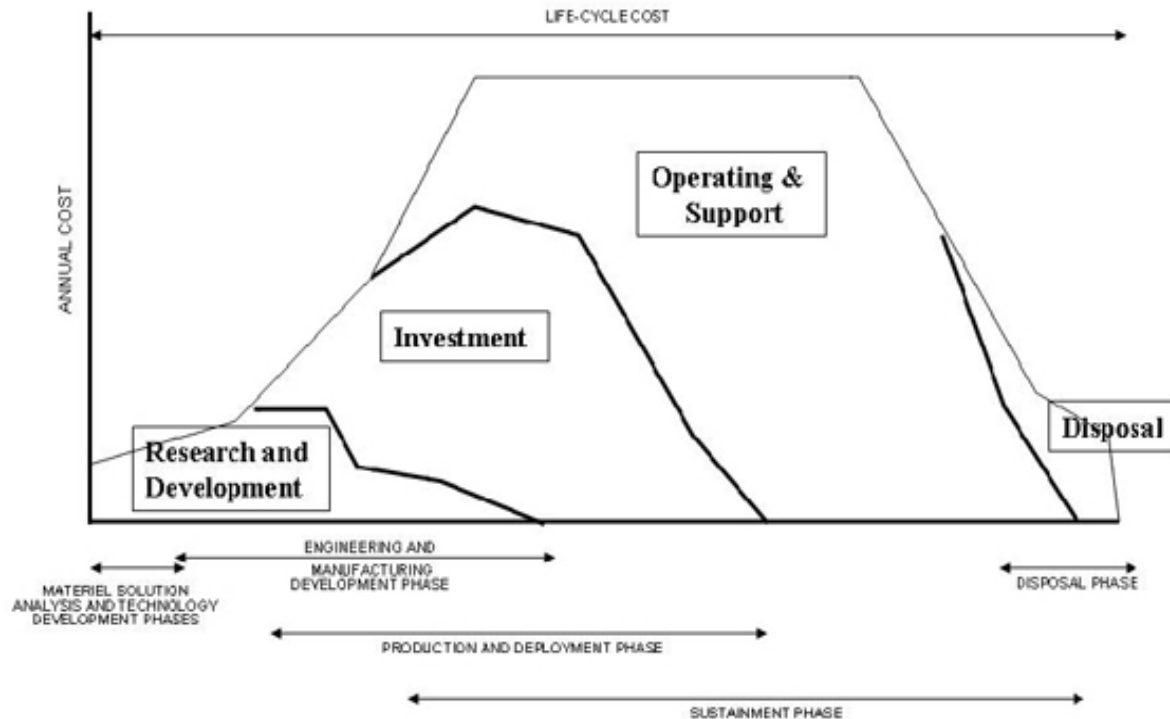 LIFE-CYCLE COST
ANNUAL COST
Operating &
Support
Investment
Research and
Development
Disposal
ENGINEERING AND
MANUFACTURING
DEVELOPMENT PHASE
MATERIEL SOLUTION
ANALYSIS AND TECHNOLOGY
DEVELOPMENT PHASES
DISPOSAL PHASE
PRODUCTION AND DEPLOYMENT PHASE
SUSTAINMENT PHASE